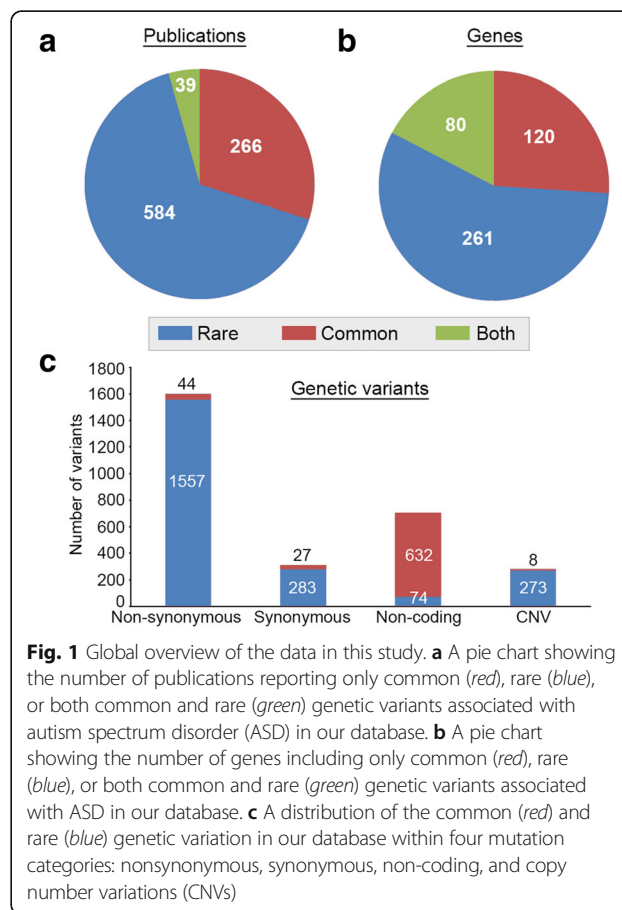 a
Publications
39
266
584
b
Genes
80
120
261
Rare Common Both
c
Genetic variants
Number of variants
1800
1600
1400
1200
1000
800
600
400
200
0
44
1557
27
283
632
74
8
273
Non-synonymous Synonymous Non-coding CNV
Fig. 1 Global overview of the data in this study. a A pie chart showing
the number of publications reporting only common (red), rare (blue),
or both common and rare (green) genetic variants associated with
autism spectrum disorder (ASD) in our database. b A pie chart
showing the number of genes including only common (red), rare
(blue), or both common and rare (green) genetic variants associated
with ASD in our database. c A distribution of the common (red) and
rare (blue) genetic variation in our database within four mutation
categories: nonsynonymous, synonymous, non-coding, and copy
number variations (CNVs)